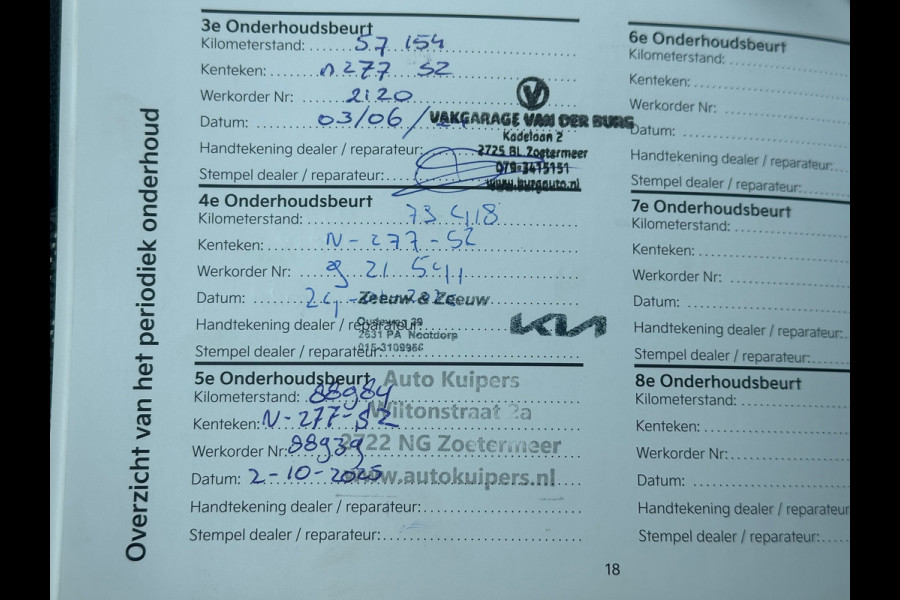 Overzicht van het periodiek onderhoud
3e Onderhoudsbeurt
Kilometerstand: 57 154
Kenteken: n 277 SZ
Werkorder Nr: 2120
Datum: 03/06/
Handtekening dealer / reparateur:
Stempel dealer / reparateur:
VAKGARAGE VAN DER BURG
Kadelaan 2
2725 BL Zoetermeer
079-3415151
www.burgauto.nl
4e Onderhoudsbeurt
Kilometerstand: 73 418
Kenteken: N-277-SZ
Werkorder Nr: 21 541
Datum:
Handtekening dealer / reparateur:
Stempel dealer / reparateur:
Zeeuw & Zeeuw
2631 PA Nootdorp
KIA
5e Onderhoudsbeurt
Kilometerstand: 88984
Kenteken: N-277-SZ
Werkorder Nr: 88939
Datum: 2-10-2025
Handtekening dealer / reparateur:
Stempel dealer / reparateur:
Auto Kuipers
Wiltonstraat 2a
2722 NG Zoetermeer
www.autokuipers.nl
6e Onderhoudsbeurt
Kilometerstand:
Kenteken:
Werkorder Nr:
Datum:
Handtekening dealer / reparateur:
Stempel dealer / reparateur:
7e Onderhoudsbeurt
Kilometerstand:
Kenteken:
Werkorder Nr:
Datum:
Handtekening dealer / reparateur:
Stempel dealer / reparateur:
8e Onderhoudsbeurt
Kilometerstand:
Kenteken:
Werkorder Nr:
Datum:
Handtekening dealer / reparateur
Stempel dealer / reparateur:
18